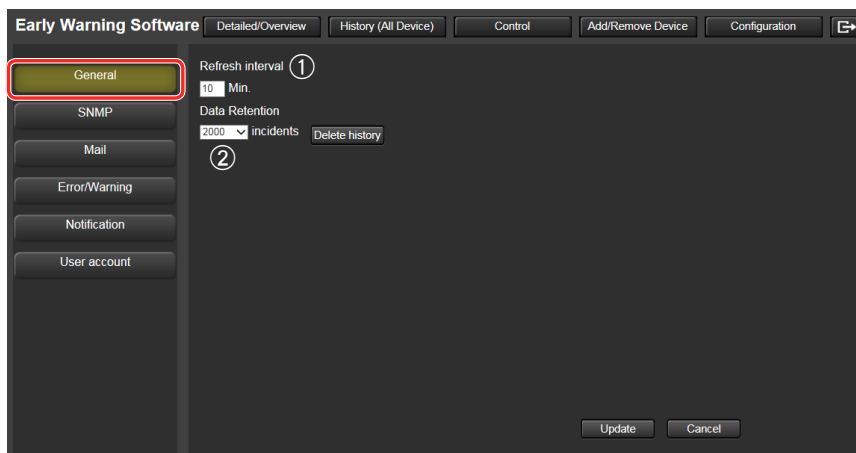 Early Warning Software Detailed/Overview History (All Device) Control Add/Remove Device Configuration
General
SNMP
Mail
Error/Warning
Notification
User account
Refresh interval ①
10 Min.
Data Retention
2000 incidents Delete history
②
Update Cancel